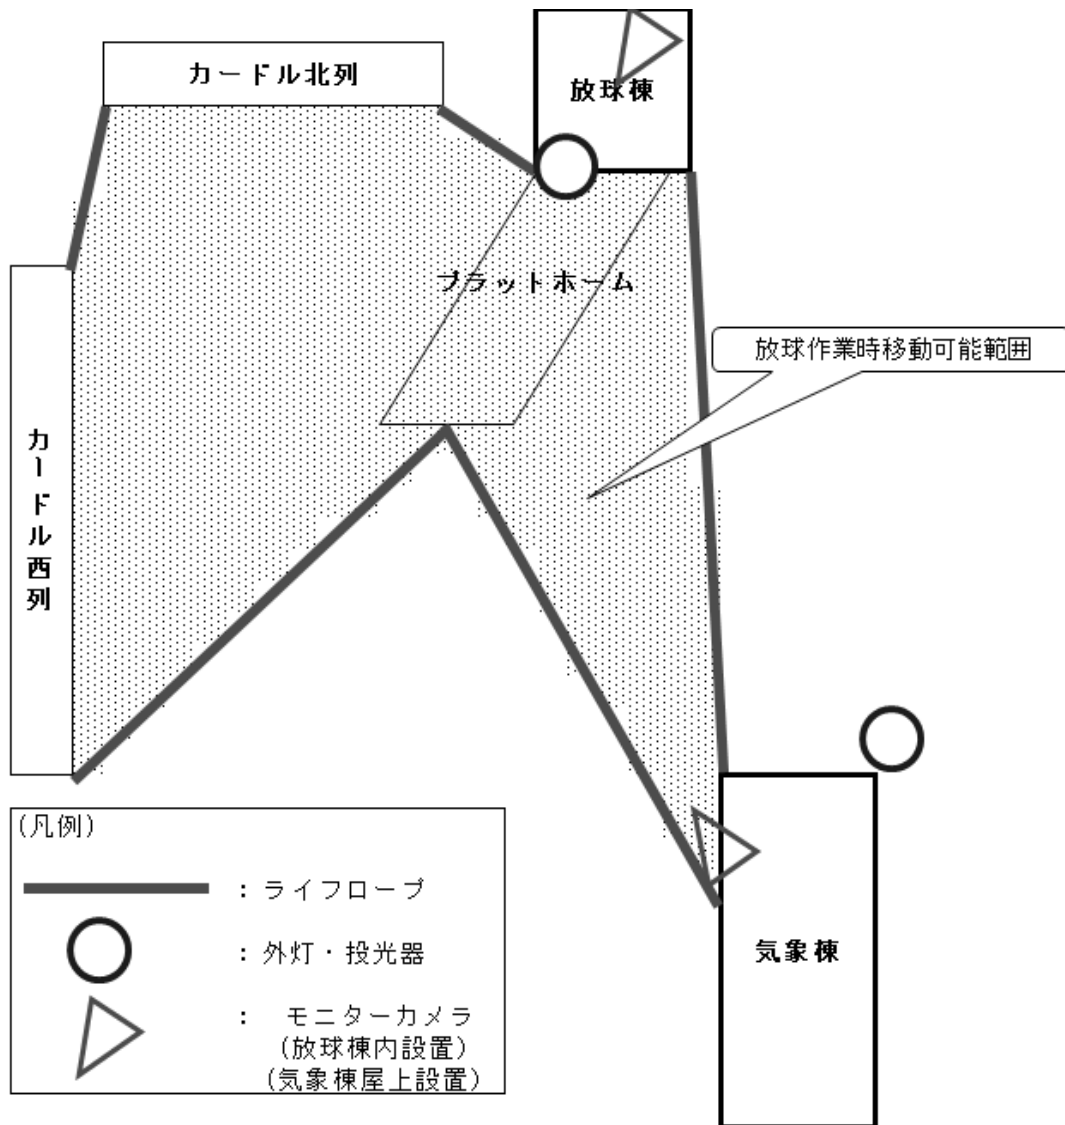 カードル北列
放球棟
プラットホーム
放球作業時移動可能範囲
カードル西列
(凡例)
：ライフロープ
：外灯・投光器
： モニターカメラ
(放球棟内設置)
(気象棟屋上設置)
気象棟